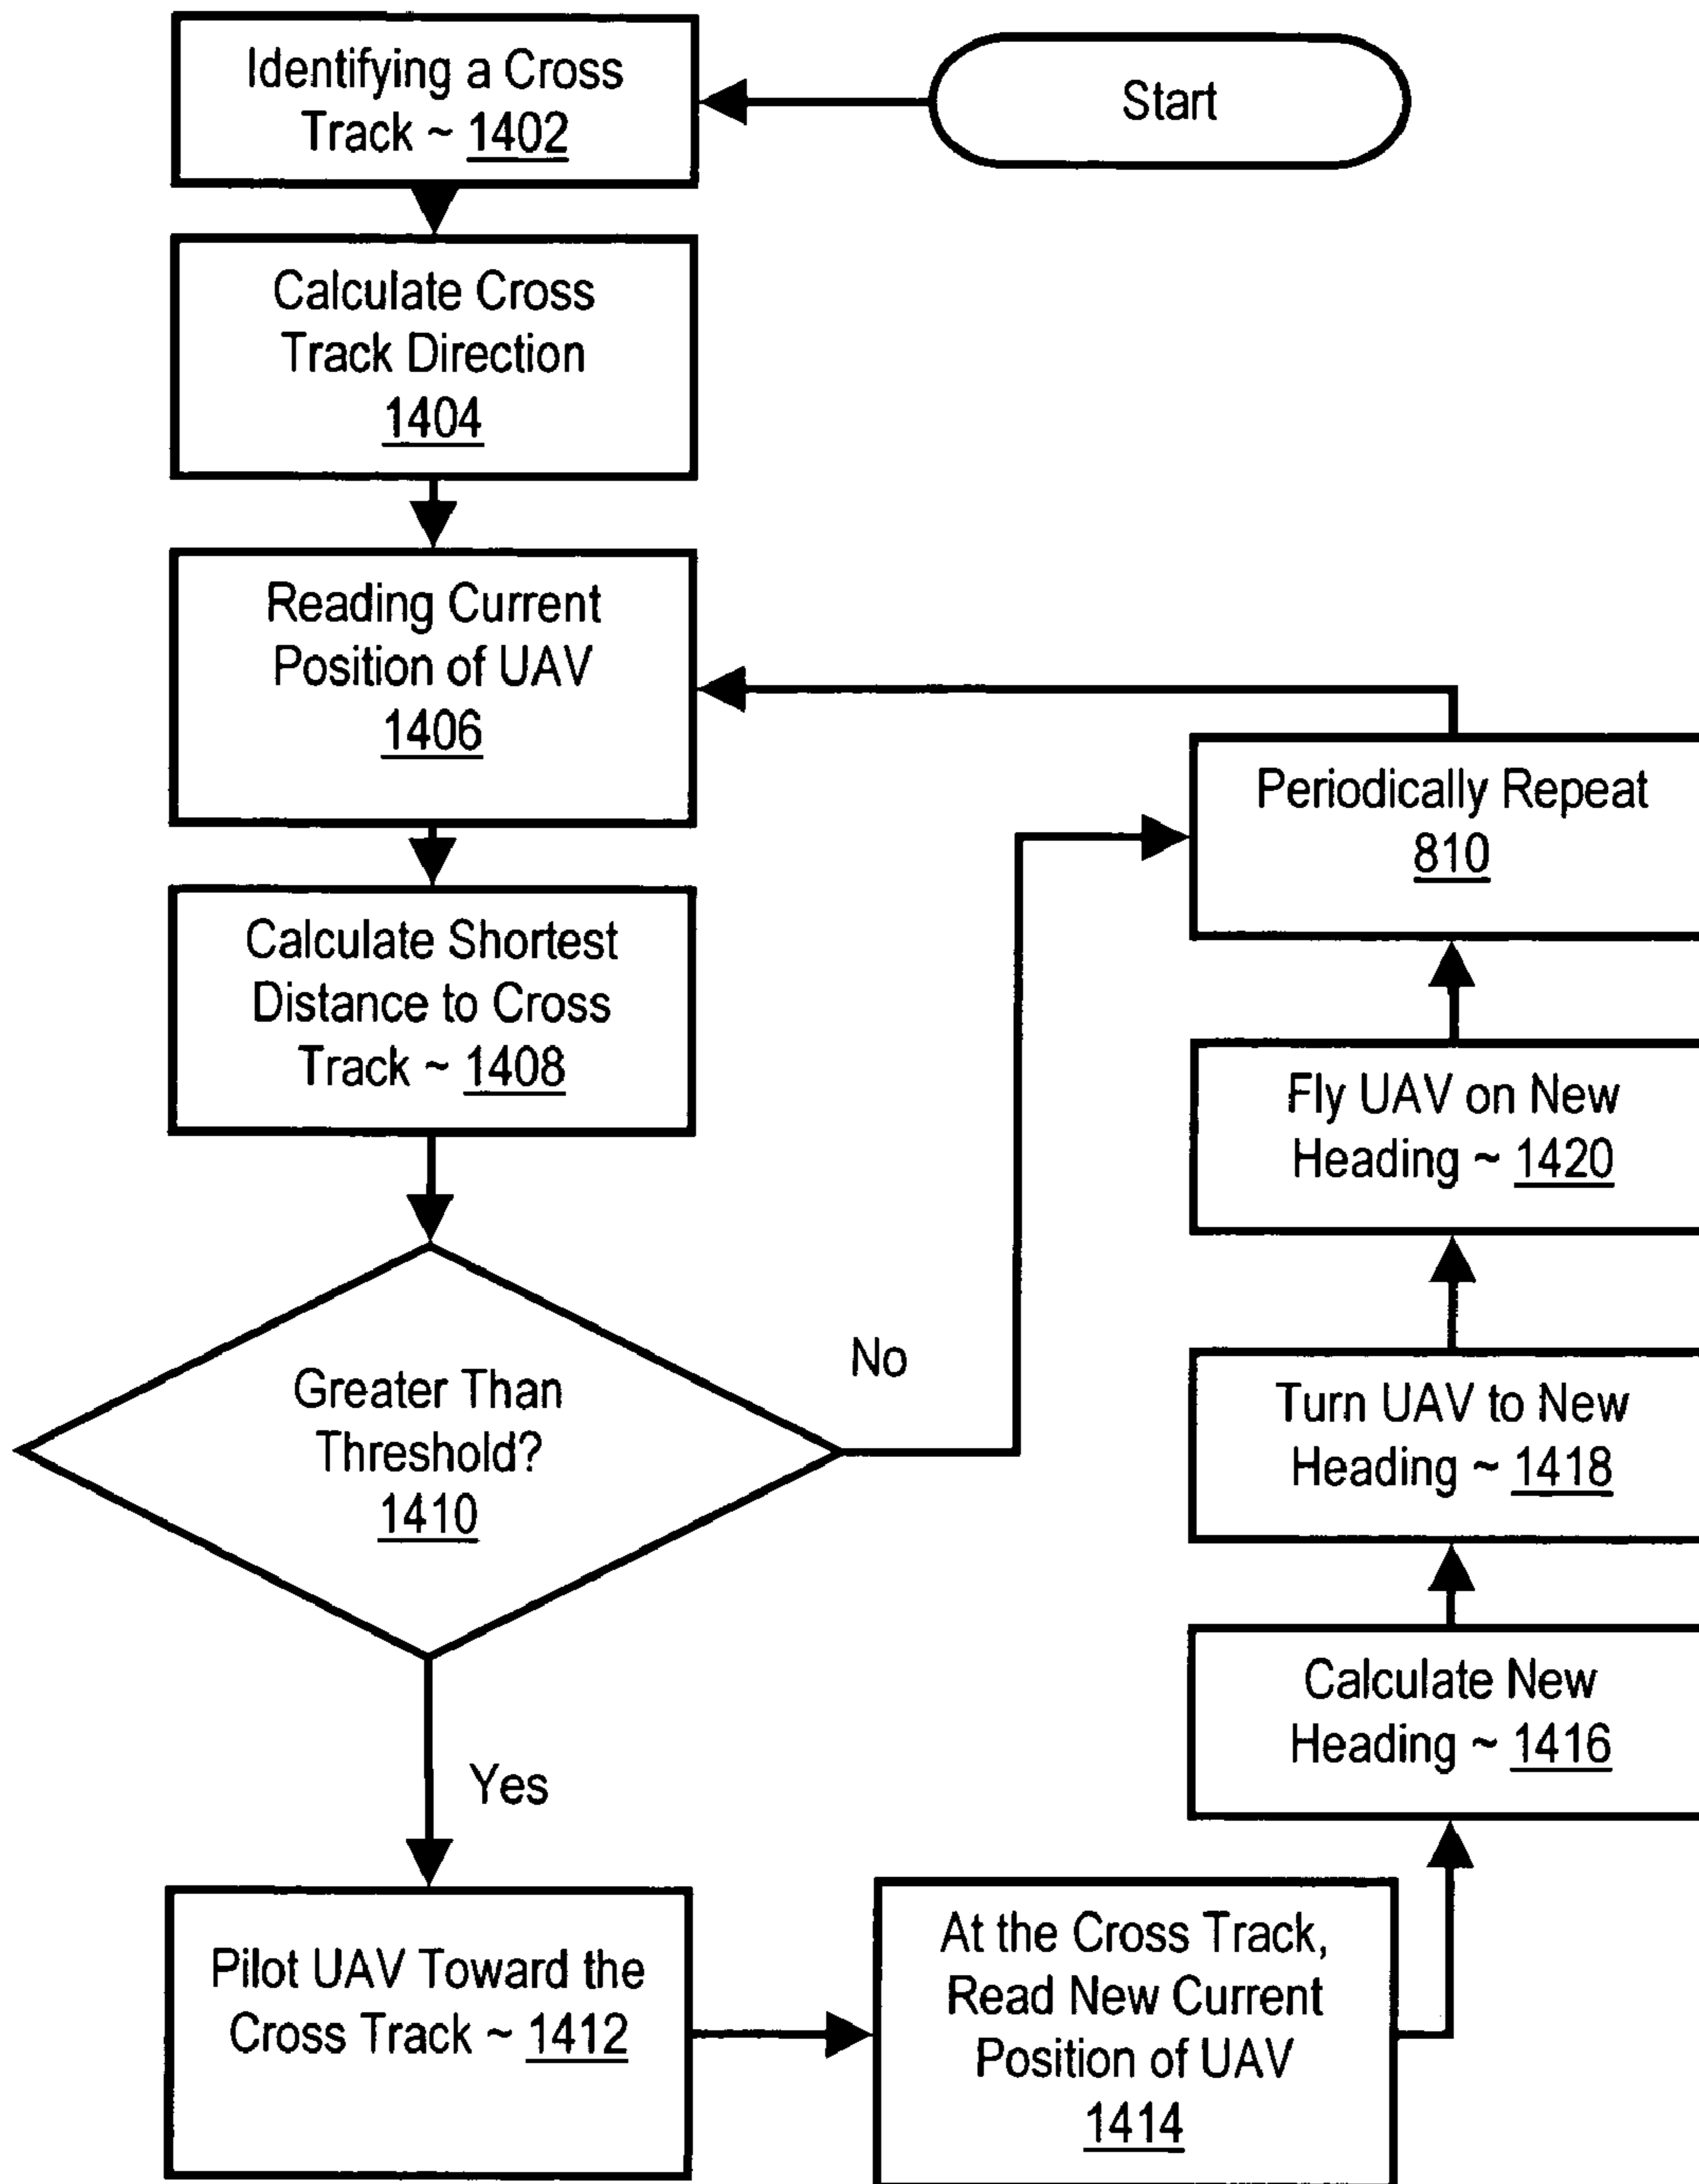 Start
Identifying a Cross
Track ~ 1402
Calculate Cross
Track Direction
1404
Reading Current
Position of UAV
1406
Calculate Shortest
Distance to Cross
Track ~ 1408
Greater Than
Threshold?
1410
No
Yes
Pilot UAV Toward the
Cross Track ~ 1412
At the Cross Track,
Read New Current
Position of UAV
1414
Calculate New
Heading ~ 1416
Turn UAV to New
Heading ~ 1418
Fly UAV on New
Heading ~ 1420
Periodically Repeat
810